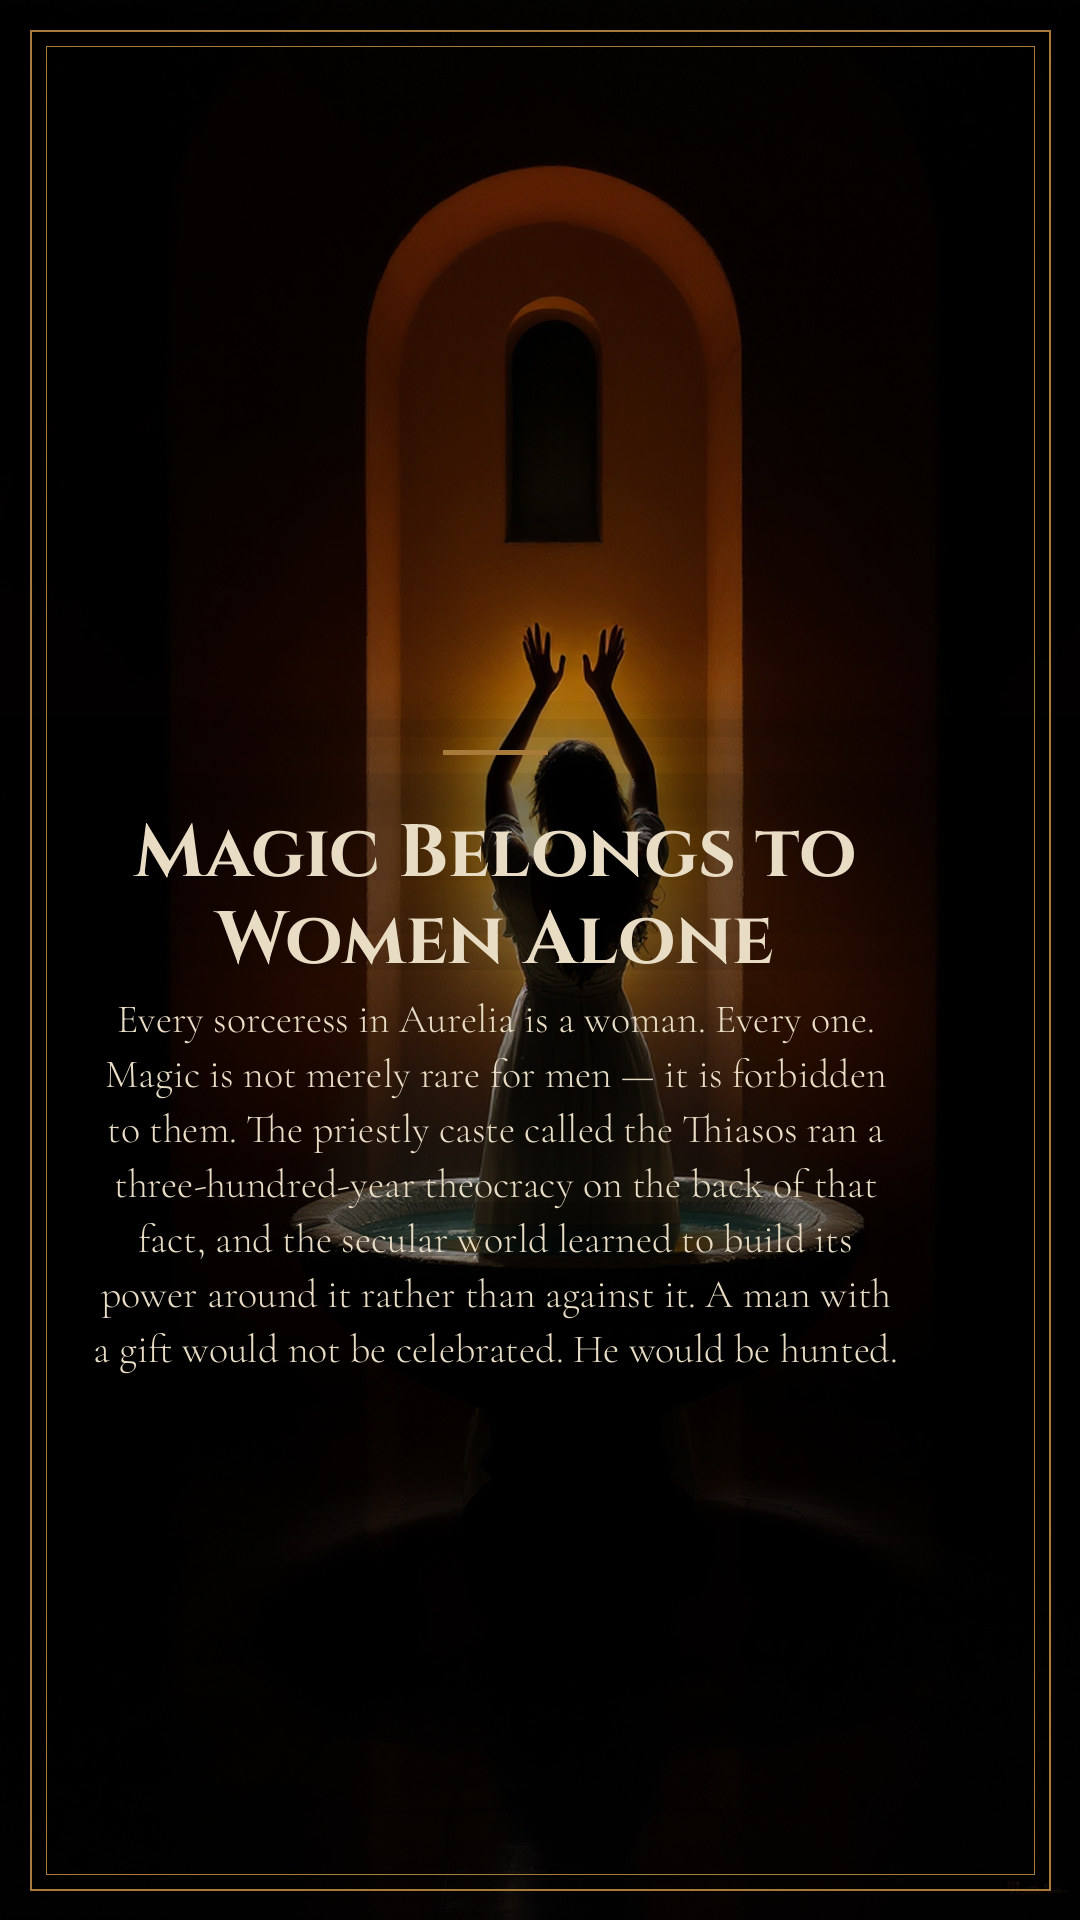 Magic Belongs to
Women Alone
Every sorceress in Aurelia is a woman. Every one.
Magic is not merely rare for men — it is forbidden
to them. The priestly caste called the Thiasos ran a
three-hundred-year theocracy on the back of that
fact, and the secular world learned to build its
power around it rather than against it. A man with
a gift would not be celebrated. He would be hunted.